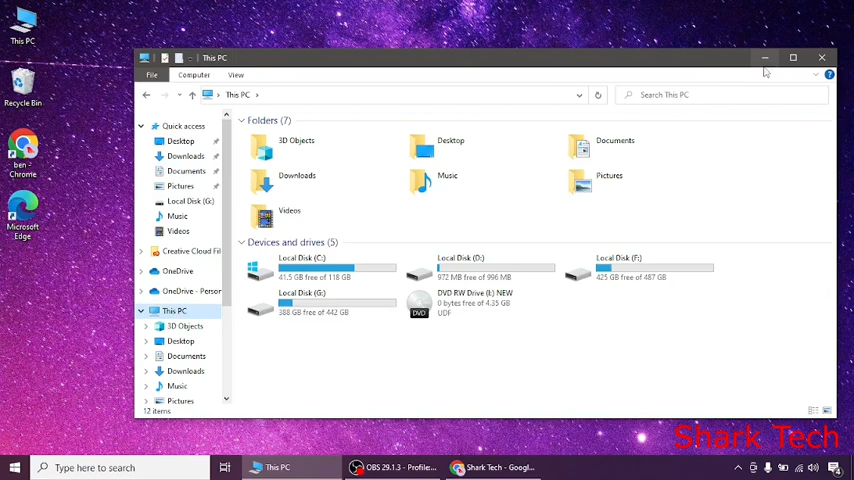 This PC
Recycle Bin
ben -
Chrome
Microsoft
Edge
This PC
File
Computer
View
This PC
Search This PC
Quick access
Desktop
Downloads
Documents
Pictures
Local Disk (G:)
Music
Videos
Creative Cloud Fil
OneDrive
OneDrive - Person
This PC
3D Objects
Desktop
Documents
Downloads
Music
Pictures
12 items
Folders (7)
3D Objects
Desktop
Documents
Downloads
Music
Pictures
Videos
Devices and drives (5)
Local Disk (C:)
41.5 GB free of 118 GB
Local Disk (D:)
972 MB free of 996 MB
Local Disk (F:)
425 GB free of 487 GB
Local Disk (G:)
388 GB free of 442 GB
DVD RW Drive (I:) NEW
0 bytes free of 4.35 GB
UDF
DVD
Shark Tech
Type here to search
This PC
OBS 29.1.3 - Profile:...
Shark Tech - Googl...
4